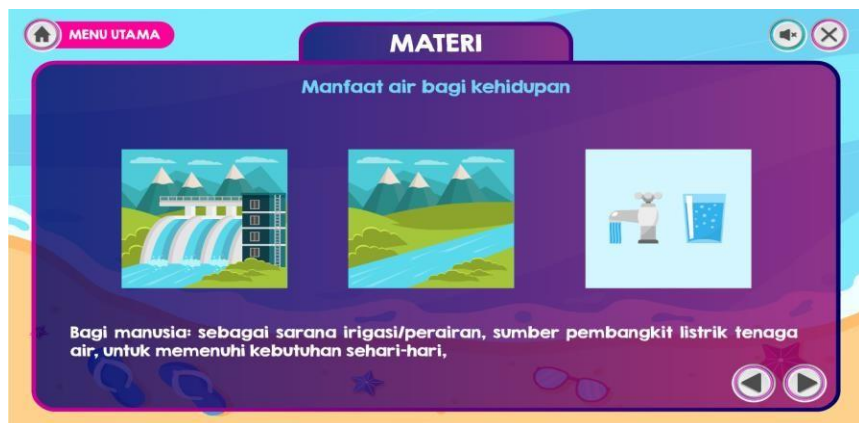 MENU UTAMA
MATERI
Manfaat air bagi kehidupan
Bagi manusia: sebagai sarana irigasi/perairan, sumber pembangkit listrik tenaga
air, untuk memenuhi kebutuhan sehari-hari,